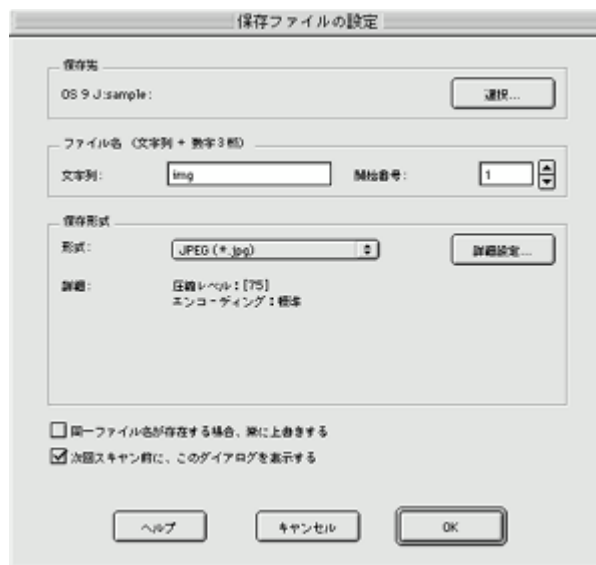 保存ファイルの設定
保存先
OS 9 J:sample:
選択...
ファイル名 (文字列 + 数字3桁)
文字列:
img
開始番号:
1
保存形式
形式:
JPEG (*.jpg)
詳細設定...
詳細:
圧縮レベル:[75]
エンコーディング:標準
同一ファイル名が存在する場合、常に上書きする
次回スキャン前に、このダイアログを表示する
ヘルプ
キャンセル
OK